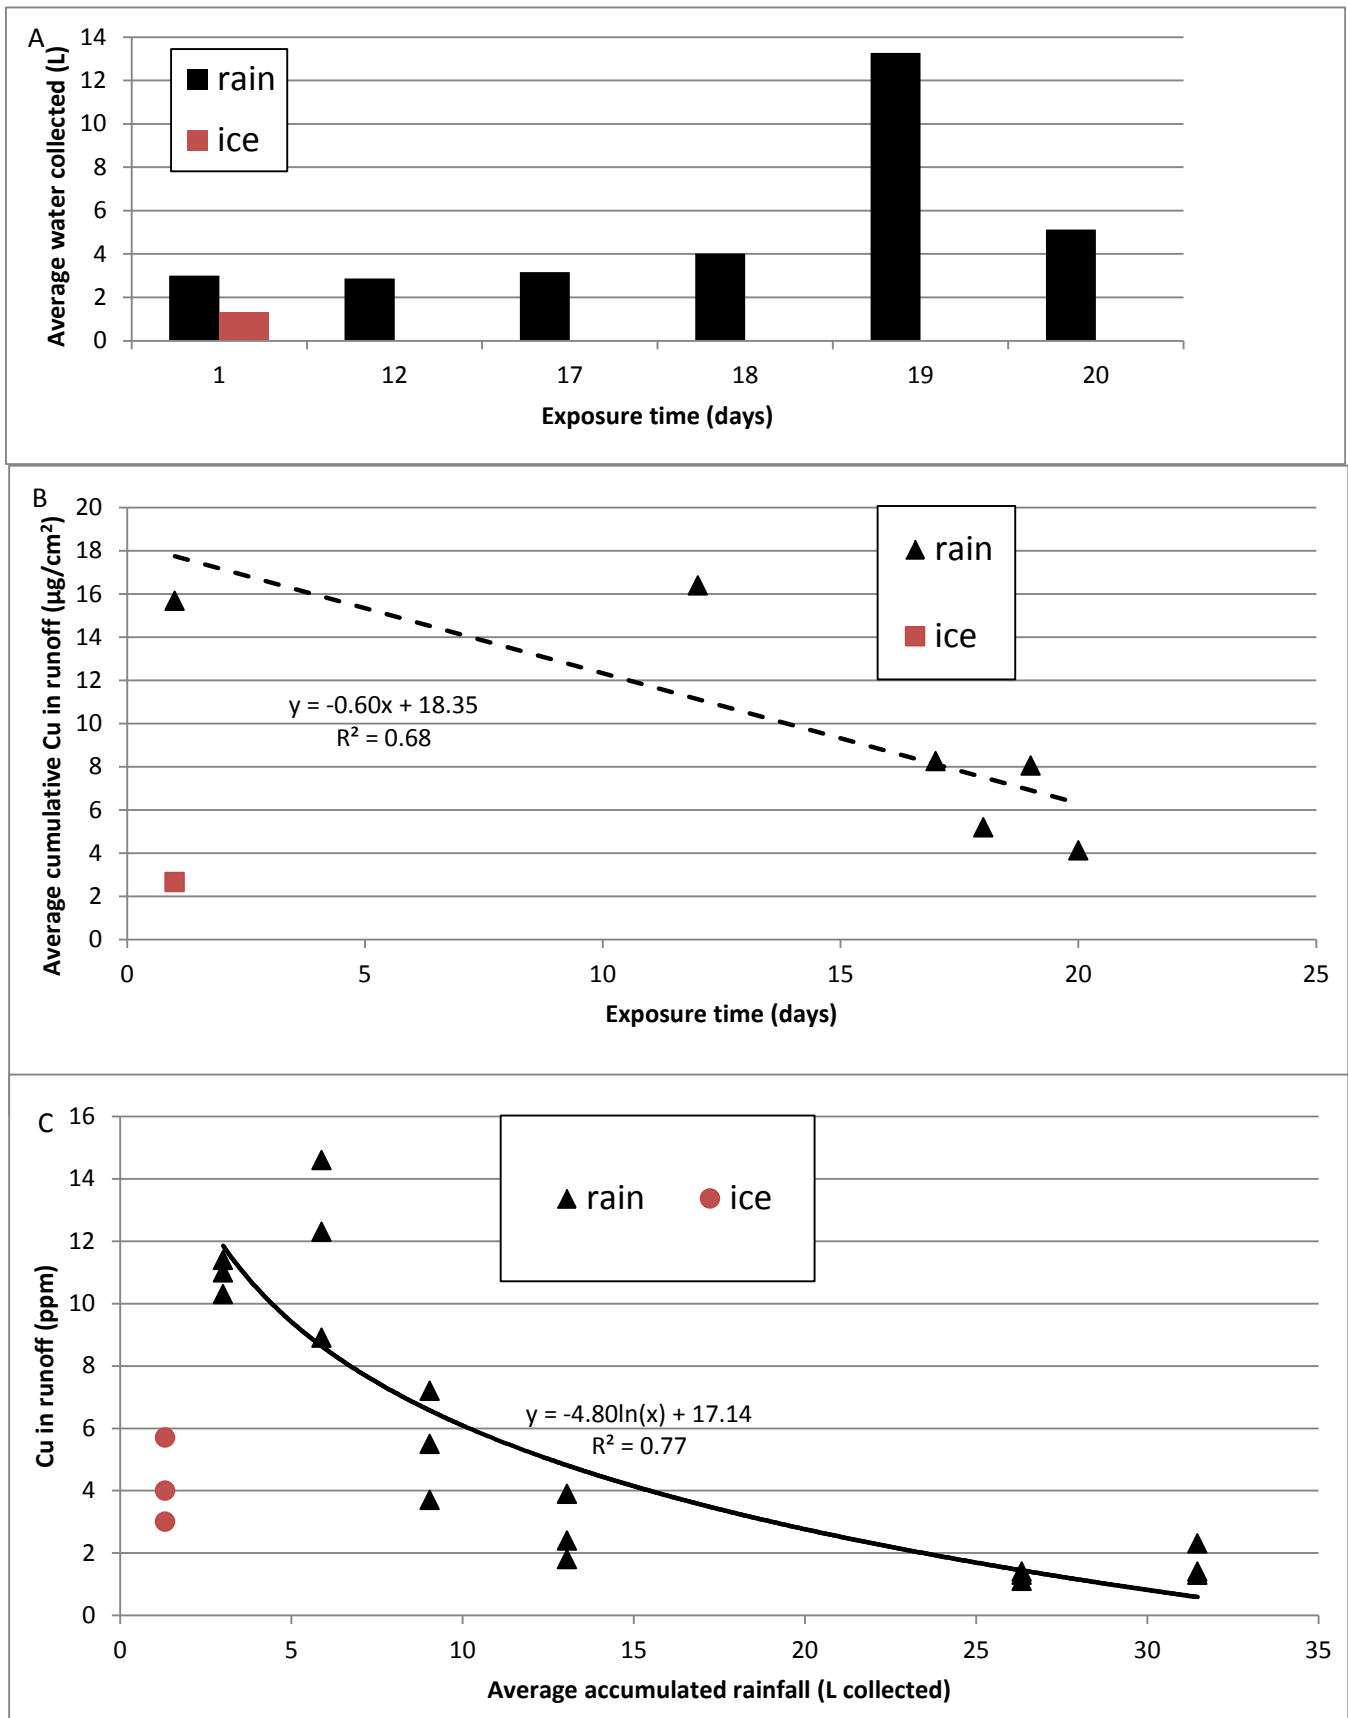 A
Average water collected (L)
14
12
10
8
6
4
2
0
rain
ice
1 12 17 18 19 20
Exposure time (days)
B
Average cumulative Cu in runoff (µg/cm²)
20
18
16
14
12
10
8
6
4
2
0
rain
ice
y = -0.60x + 18.35
R² = 0.68
0 5 10 15 20 25
Exposure time (days)
C
Cu in runoff (ppm)
16
14
12
10
8
6
4
2
0
rain ice
y = -4.80ln(x) + 17.14
R² = 0.77
0 5 10 15 20 25 30 35
Average accumulated rainfall (L collected)